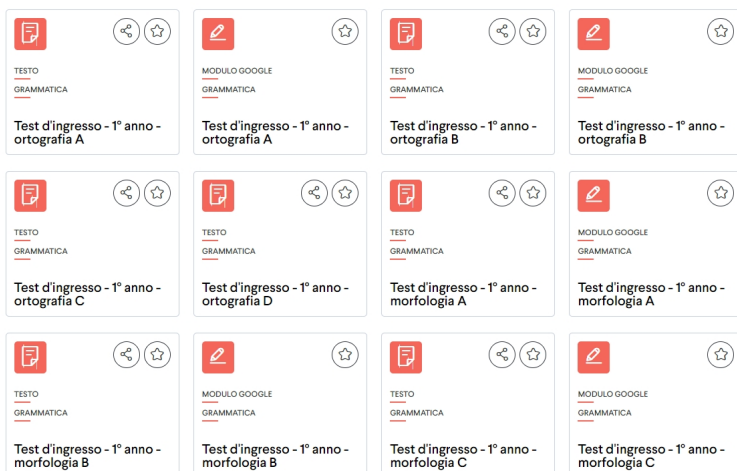 TESTO
GRAMMATICA
Test d'ingresso - 1° anno -
ortografia A
MODULO GOOGLE
GRAMMATICA
Test d'ingresso - 1° anno -
ortografia A
TESTO
GRAMMATICA
Test d'ingresso - 1° anno -
ortografia B
MODULO GOOGLE
GRAMMATICA
Test d'ingresso - 1° anno -
ortografia B
TESTO
GRAMMATICA
Test d'ingresso - 1° anno -
ortografia C
TESTO
GRAMMATICA
Test d'ingresso - 1° anno -
ortografia D
TESTO
GRAMMATICA
Test d'ingresso - 1° anno -
morfologia A
MODULO GOOGLE
GRAMMATICA
Test d'ingresso - 1° anno -
morfologia A
TESTO
GRAMMATICA
Test d'ingresso - 1° anno -
morfologia B
MODULO GOOGLE
GRAMMATICA
Test d'ingresso - 1° anno -
morfologia B
TESTO
GRAMMATICA
Test d'ingresso - 1° anno -
morfologia C
MODULO GOOGLE
GRAMMATICA
Test d'ingresso - 1° anno -
morfologia C